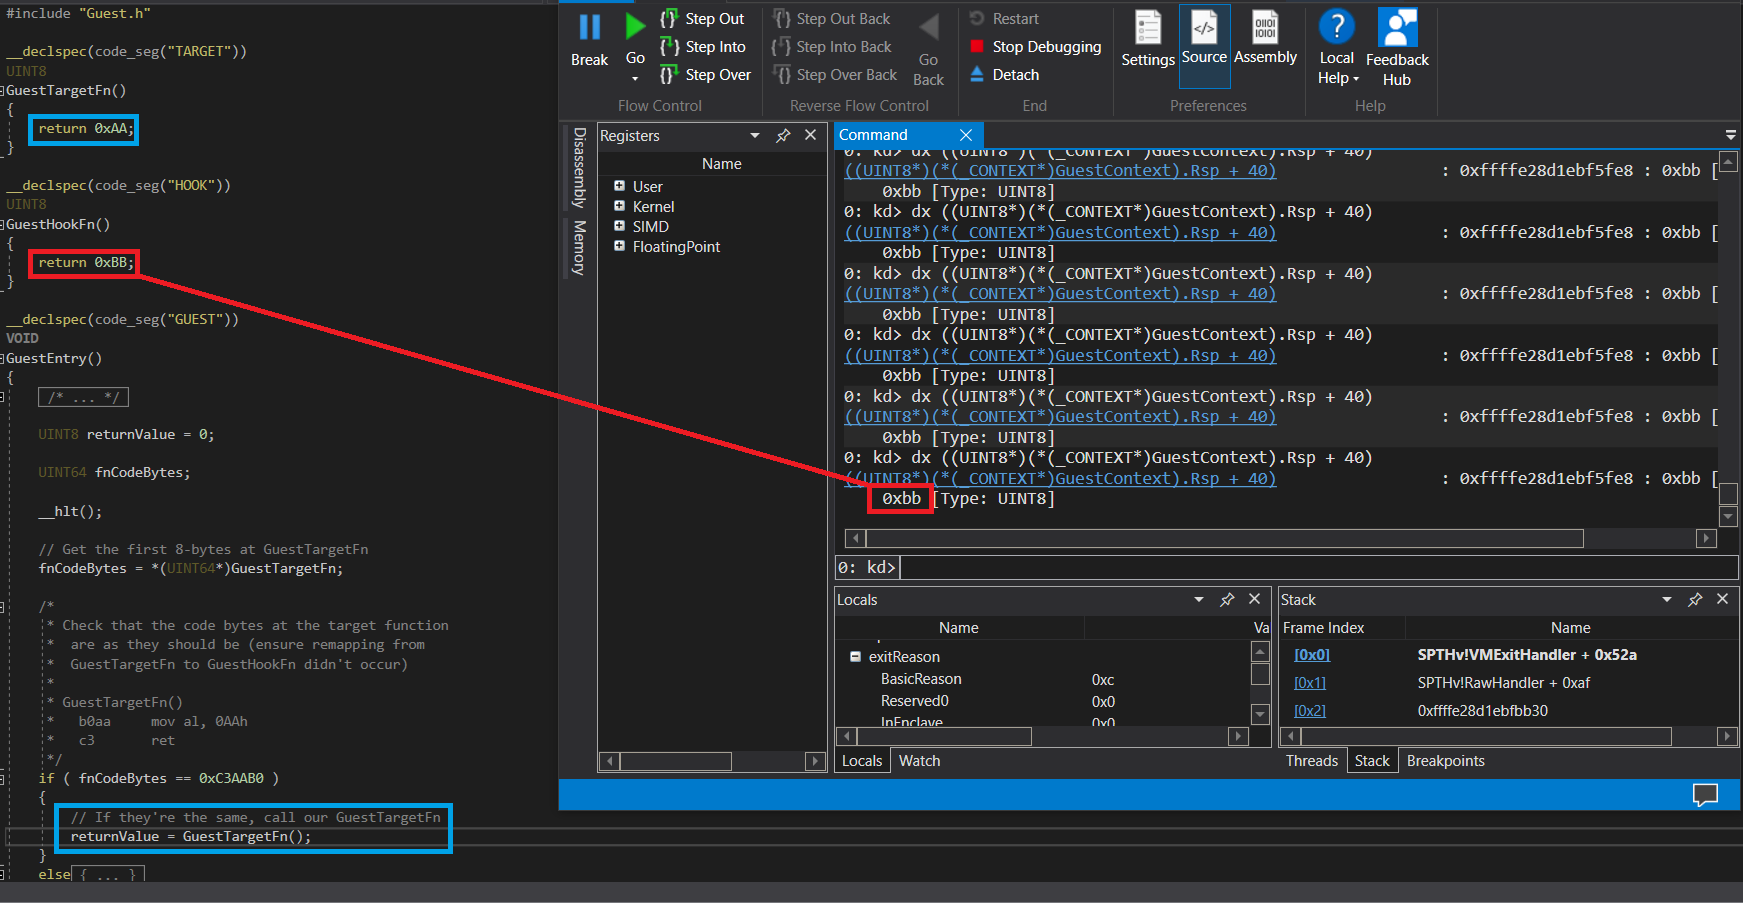 #include "Guest.h"
__declspec(code_seg("TARGET"))
UINT8
GuestTargetFn()
{
return 0xAA;
}
__declspec(code_seg("HOOK"))
UINT8
GuestHookFn()
{
return 0xBB;
}
__declspec(code_seg("GUEST"))
VOID
GuestEntry()
{
/* ... */
UINT8 returnValue = 0;
UINT64 fnCodeBytes;
__hlt();
// Get the first 8-bytes at GuestTargetFn
fnCodeBytes = *(UINT64*)GuestTargetFn;
/*
* Check that the code bytes at the target function
*  are as they should be (ensure remapping from
*  GuestTargetFn to GuestHookFn didn't occur)
*
* GuestTargetFn()
*   b0aa     mov al, 0AAh
*   c3       ret
*/
if ( fnCodeBytes == 0xC3AAB0 )
{
// If they're the same, call our GuestTargetFn
returnValue = GuestTargetFn();
}
else{ ... }
Break
Go
Step Out
Step Into
Step Over
Flow Control
Step Out Back
Step Into Back
Step Over Back
Go
Back
Reverse Flow Control
Restart
Stop Debugging
Detach
End
Settings
Source
Assembly
Preferences
Local
Help
Feedback
Hub
Help
Disassembly
Memory
Registers
Name
User
Kernel
SIMD
FloatingPoint
Command
0: kd> dx ((UINT8*)(*(_CONTEXT*)GuestContext).Rsp + 40)
((UINT8*)(*(_CONTEXT*)GuestContext).Rsp + 40) : 0xffffe28d1ebf5fe8 : 0xbb [
0xbb [Type: UINT8]
0: kd> dx ((UINT8*)(*(_CONTEXT*)GuestContext).Rsp + 40)
((UINT8*)(*(_CONTEXT*)GuestContext).Rsp + 40) : 0xffffe28d1ebf5fe8 : 0xbb [
0xbb [Type: UINT8]
0: kd> dx ((UINT8*)(*(_CONTEXT*)GuestContext).Rsp + 40)
((UINT8*)(*(_CONTEXT*)GuestContext).Rsp + 40) : 0xffffe28d1ebf5fe8 : 0xbb [
0xbb [Type: UINT8]
0: kd> dx ((UINT8*)(*(_CONTEXT*)GuestContext).Rsp + 40)
((UINT8*)(*(_CONTEXT*)GuestContext).Rsp + 40) : 0xffffe28d1ebf5fe8 : 0xbb [
0xbb [Type: UINT8]
0: kd> dx ((UINT8*)(*(_CONTEXT*)GuestContext).Rsp + 40)
((UINT8*)(*(_CONTEXT*)GuestContext).Rsp + 40) : 0xffffe28d1ebf5fe8 : 0xbb [
0xbb [Type: UINT8]
0: kd> dx ((UINT8*)(*(_CONTEXT*)GuestContext).Rsp + 40)
((UINT8*)(*(_CONTEXT*)GuestContext).Rsp + 40) : 0xffffe28d1ebf5fe8 : 0xbb [
0xbb [Type: UINT8]
0: kd>
Locals
Name Va
exitReason
BasicReason 0xc
Reserved0 0x0
InEnclave 0x0
Locals Watch
Stack
Frame Index Name
[0x0] SPTHv!VMExitHandler + 0x52a
[0x1] SPTHv!RawHandler + 0xaf
[0x2] 0xffffe28d1ebfbb30
Threads Stack Breakpoints